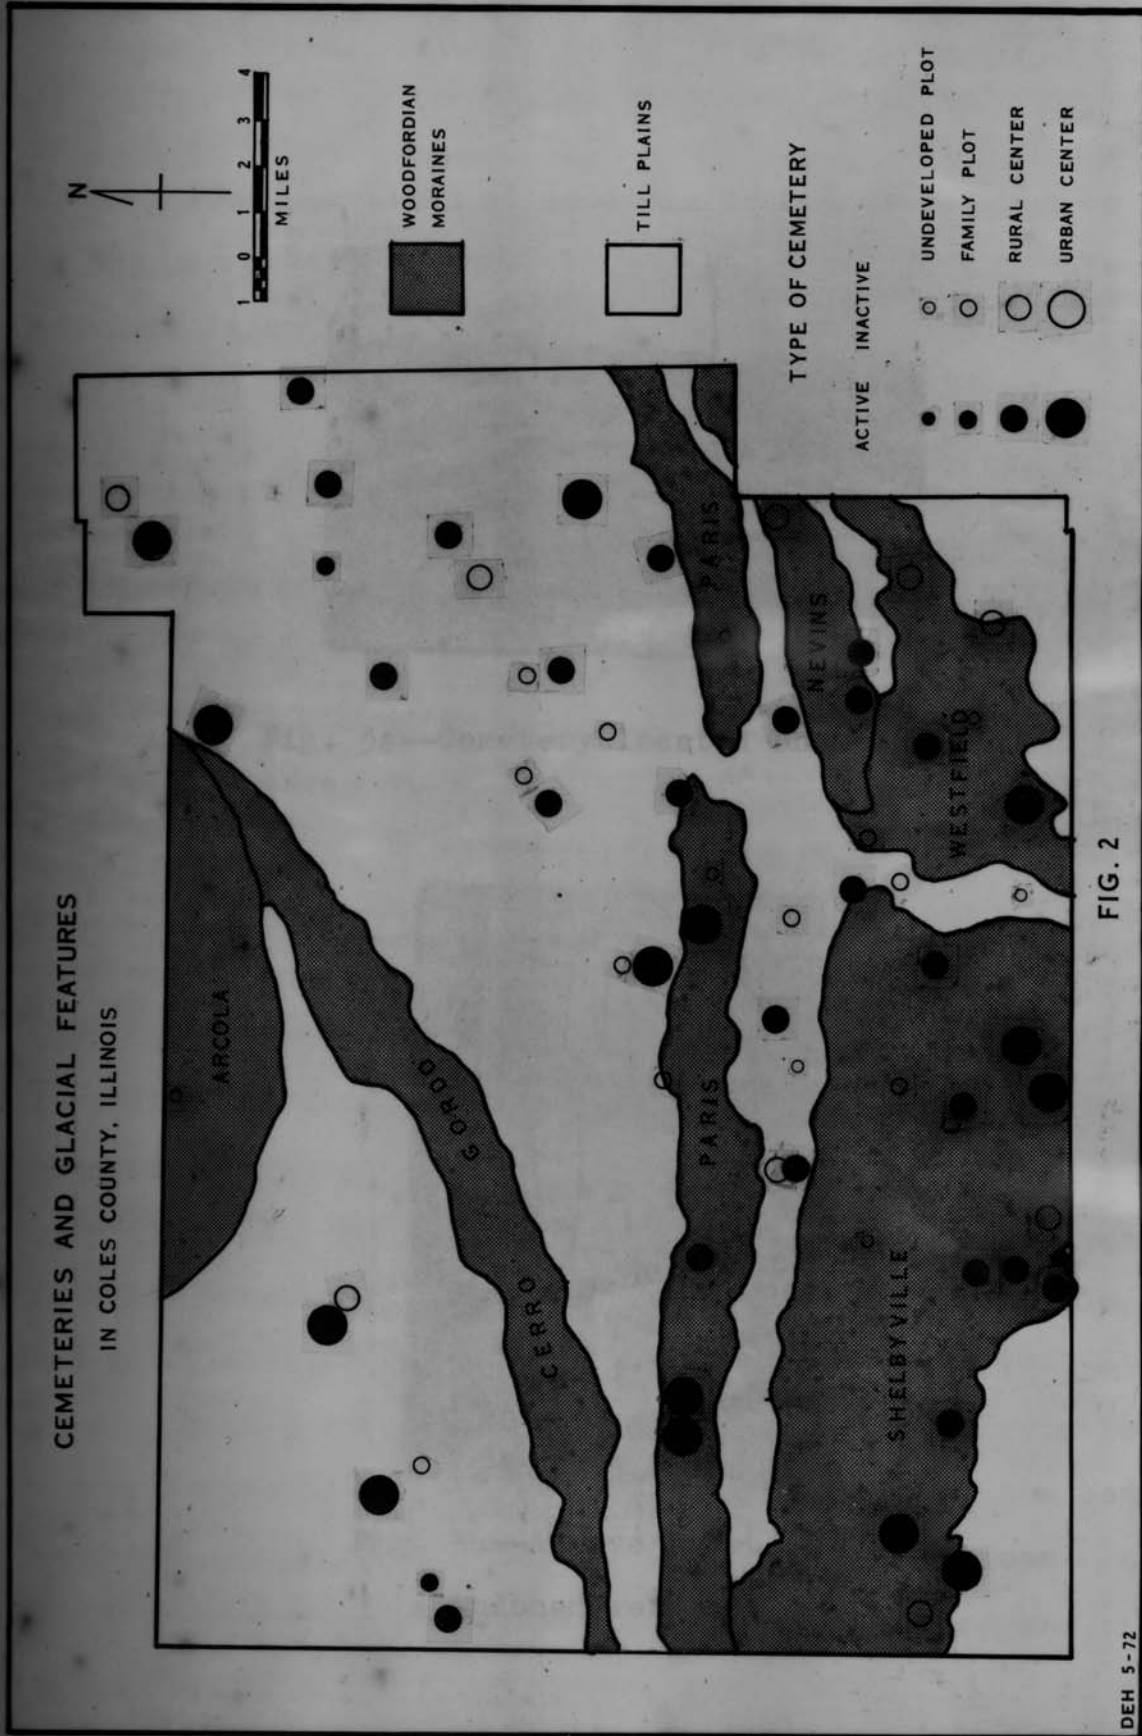 CEMETERIES AND GLACIAL FEATURES
IN COLES COUNTY, ILLINOIS
N
1 0 1 2 3 4
MILES
WOODFORDIAN
MORAINES
TILL PLAINS
TYPE OF CEMETERY
ACTIVE INACTIVE
UNDEVELOPED PLOT
FAMILY PLOT
RURAL CENTER
URBAN CENTER
ARCOLA
CERRO GORDO
PARIS
PARIS
NEVINS
WESTFIELD
SHELBYVILLE
FIG. 2
DEH 5-72